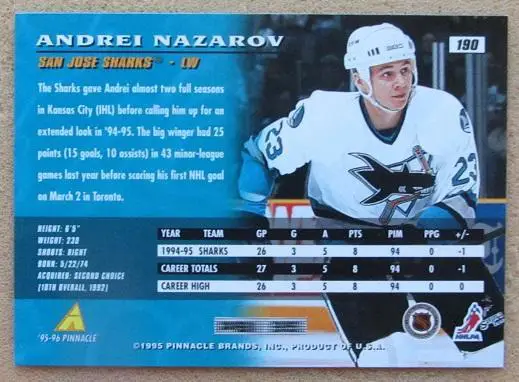 ANDREI NAZAROV
190
SAN JOSE SHARKS™ - LW
The Sharks gave Andrei almost two full seasons
in Kansas City (IHL) before calling him up for an
extended look in '94-95. The big winger had 25
points (15 goals, 10 assists) in 43 minor-league
games last year before scoring his first NHL goal
on March 2 in Toronto.
23
23
HEIGHT: 6'5"
WEIGHT: 230
SHOOTS: RIGHT
BORN: 5/22/74
ACQUIRED: SECOND CHOICE
(10TH OVERALL, 1992)
YEAR TEAM GP G A PTS PIM PPG +/-
1994-95 SHARKS 26 3 5 8 94 0 -1
CAREER TOTALS 27 3 5 8 94 0 -1
CAREER HIGH 26 3 5 8 94 0
'95-96 PINNACLE
NHLPA
©1995 PINNACLE BRANDS, INC., PRODUCT OF U.S.A.